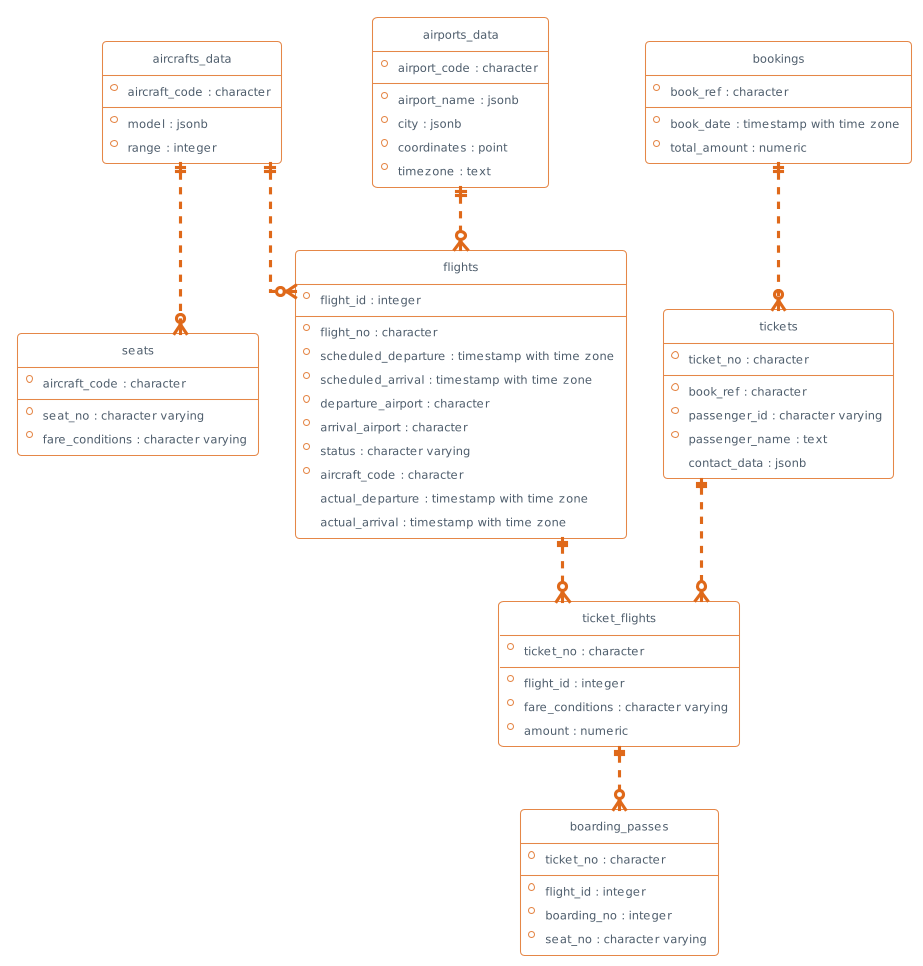 aircrafts_data
aircraft_code : character
model : jsonb
range : integer
airports_data
airport_code : character
airport_name : jsonb
city : jsonb
coordinates : point
timezone : text
bookings
book_ref : character
book_date : timestamp with time zone
total_amount : numeric
flights
flight_id : integer
flight_no : character
scheduled_departure : timestamp with time zone
scheduled_arrival : timestamp with time zone
departure_airport : character
arrival_airport : character
status : character varying
aircraft_code : character
actual_departure : timestamp with time zone
actual_arrival : timestamp with time zone
seats
aircraft_code : character
seat_no : character varying
fare_conditions : character varying
tickets
ticket_no : character
book_ref : character
passenger_id : character varying
passenger_name : text
contact_data : jsonb
ticket_flights
ticket_no : character
flight_id : integer
fare_conditions : character varying
amount : numeric
boarding_passes
ticket_no : character
flight_id : integer
boarding_no : integer
seat_no : character varying